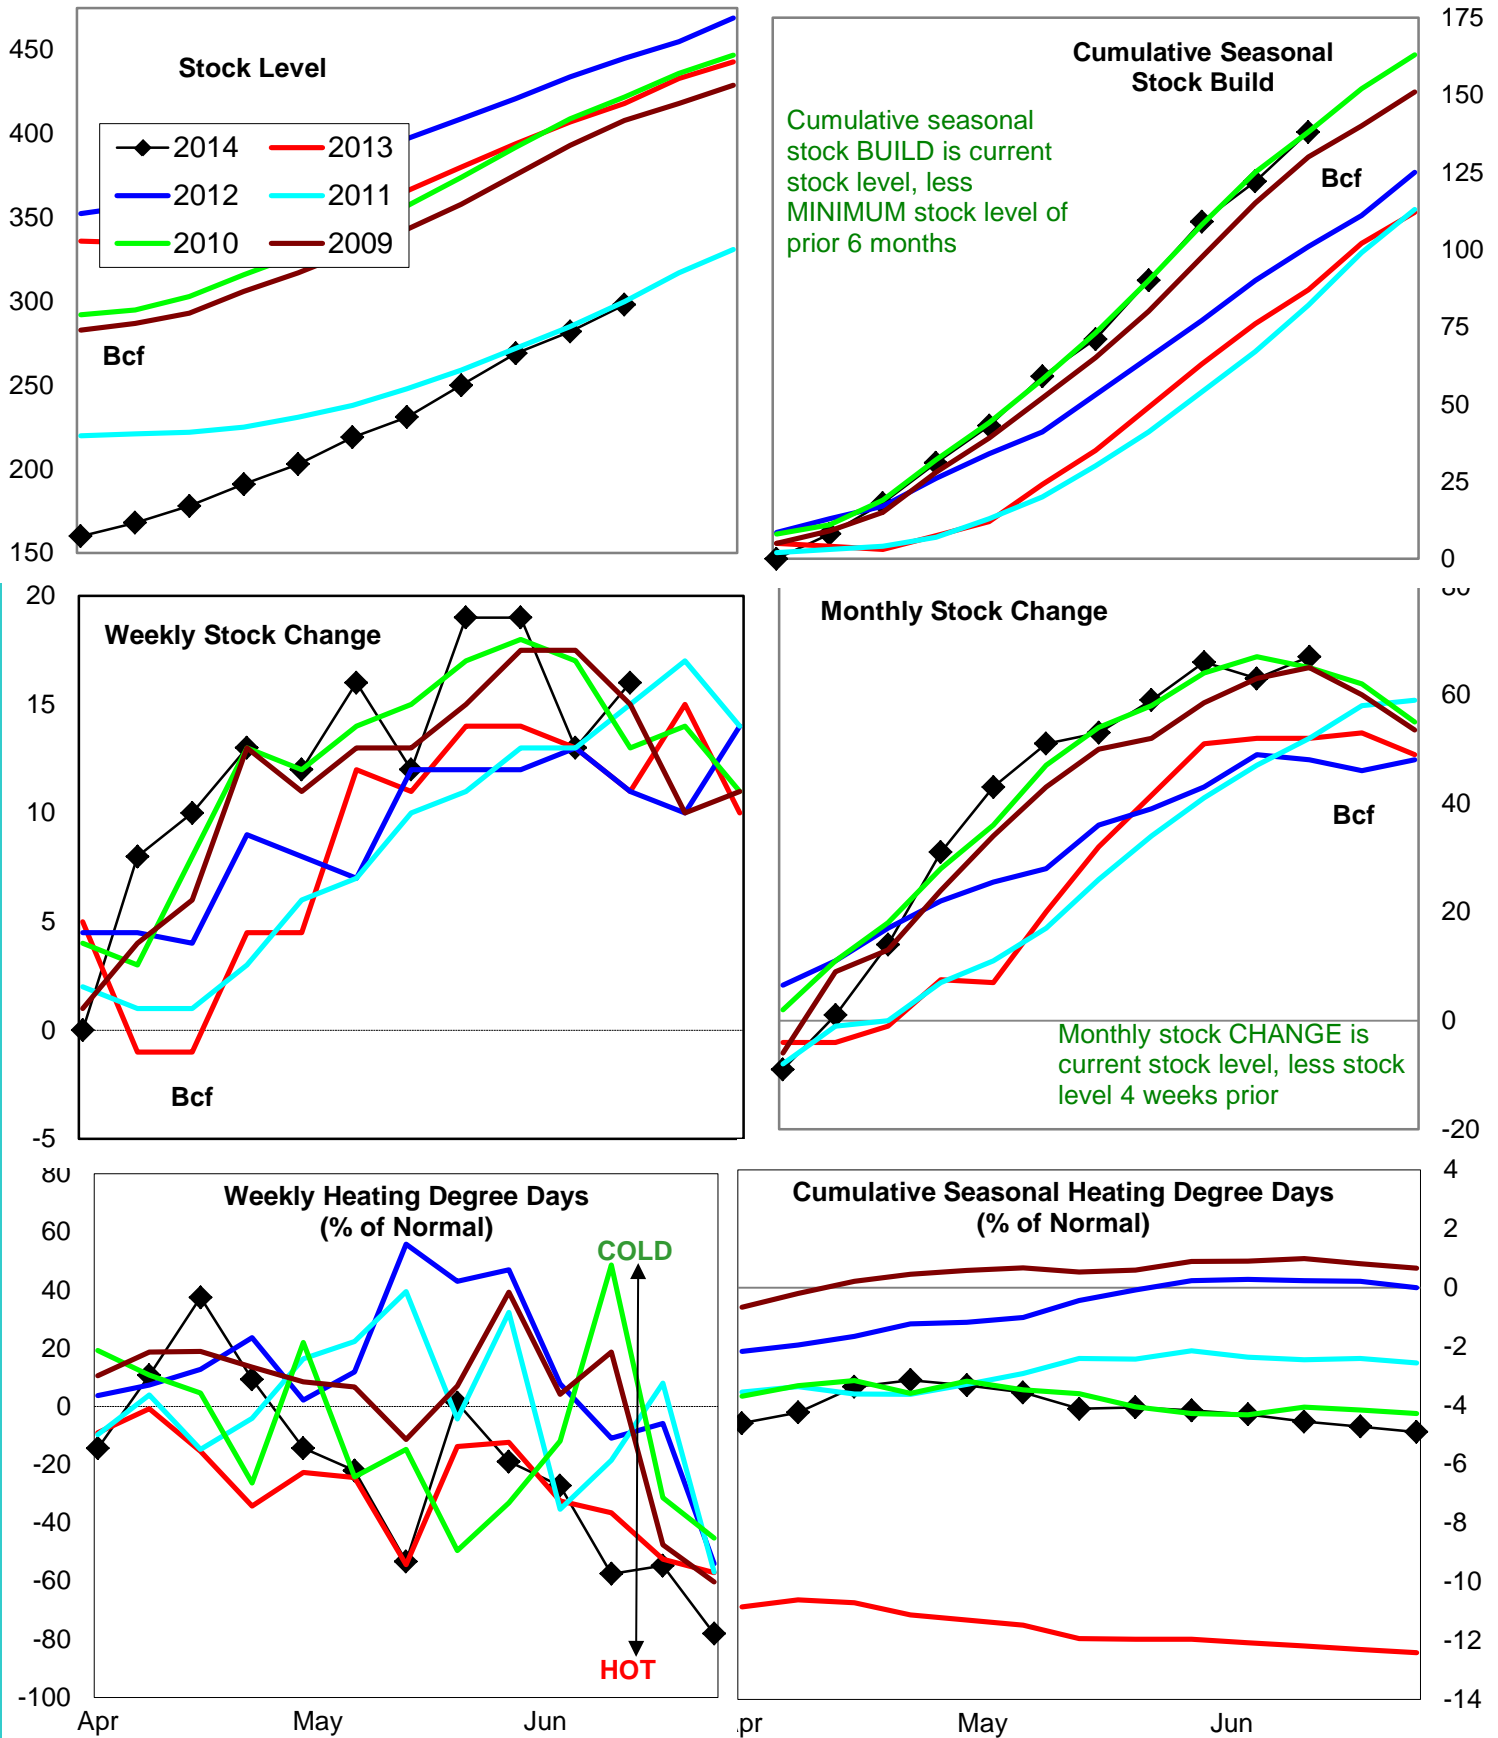 Stock Level
450
400
350
300
250
200
150
2014
2013
2012
2011
2010
2009
Bcf
Cumulative Seasonal
Stock Build
Cumulative seasonal
stock BUILD is current
stock level, less
MINIMUM stock level of
prior 6 months
Bcf
175
150
125
100
75
50
25
0
Weekly Stock Change
20
15
10
5
0
-5
Bcf
Monthly Stock Change
80
60
40
20
0
-20
Bcf
Monthly stock CHANGE is
current stock level, less stock
level 4 weeks prior
Weekly Heating Degree Days
(% of Normal)
80
60
40
20
0
-20
-40
-60
-80
-100
COLD
HOT
Apr
May
Jun
Cumulative Seasonal Heating Degree Days
(% of Normal)
4
2
0
-2
-4
-6
-8
-10
-12
-14
Apr
May
Jun